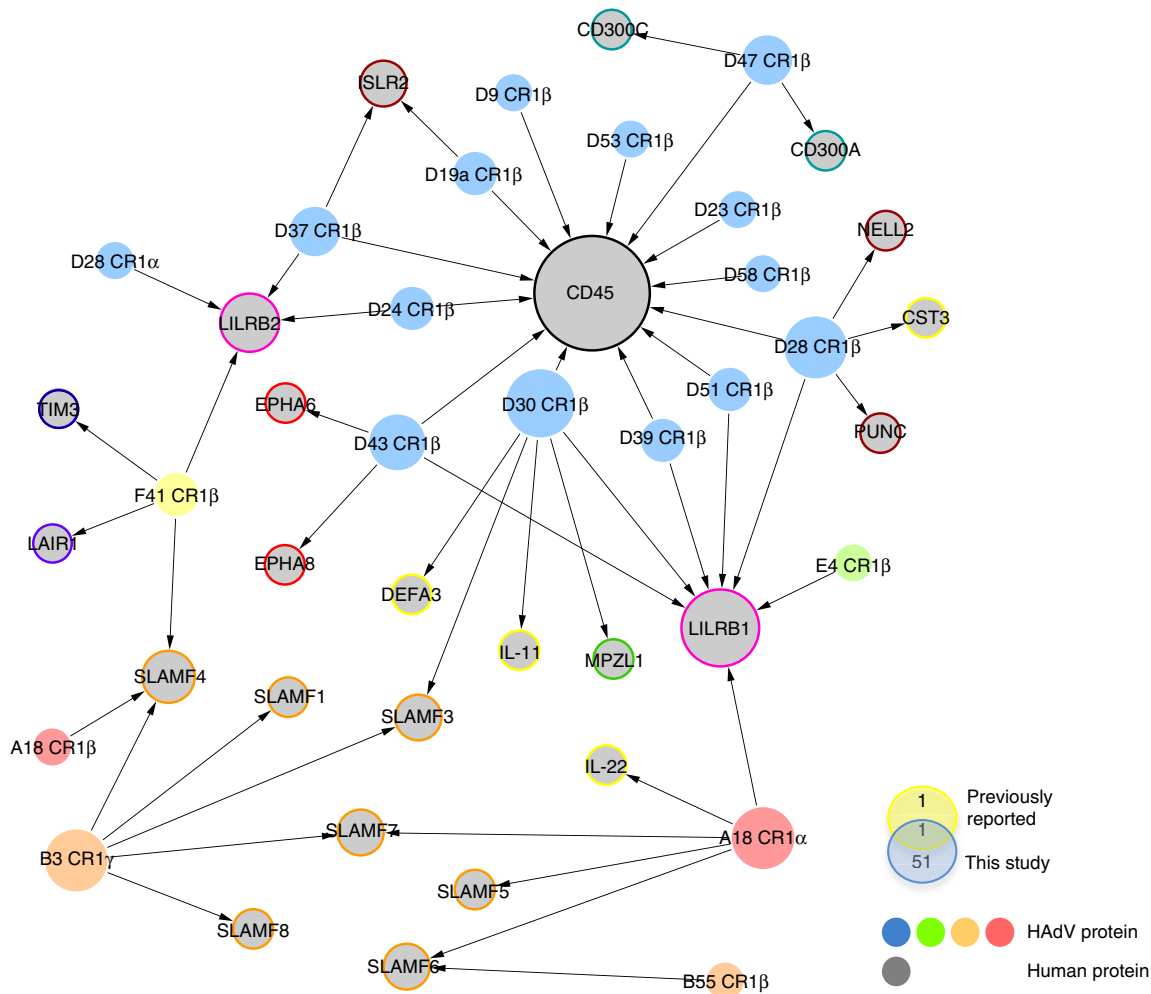 CD300C
D47 CR1β
ISLR2
D9 CR1β
D53 CR1β
CD300A
D19a CR1β
D23 CR1β
D37 CR1β
NELL2
D28 CR1α
D58 CR1β
CD45
D24 CR1β
CST3
LILRB2
D28 CR1β
D51 CR1β
TIM3
EPHA6
D30 CR1β
D43 CR1β
D39 CR1β
PUNC
F41 CR1β
LAIR1
EPHA8
E4 CR1β
DEFA3
LILRB1
IL-11
MPZL1
SLAMF4
SLAMF1
SLAMF3
A18 CR1β
IL-22
1
Previously
reported
1
SLAMF7
A18 CR1α
B3 CR1γ
51
This study
SLAMF5
SLAMF8
HAdV protein
SLAMF6
Human protein
B55 CR1β